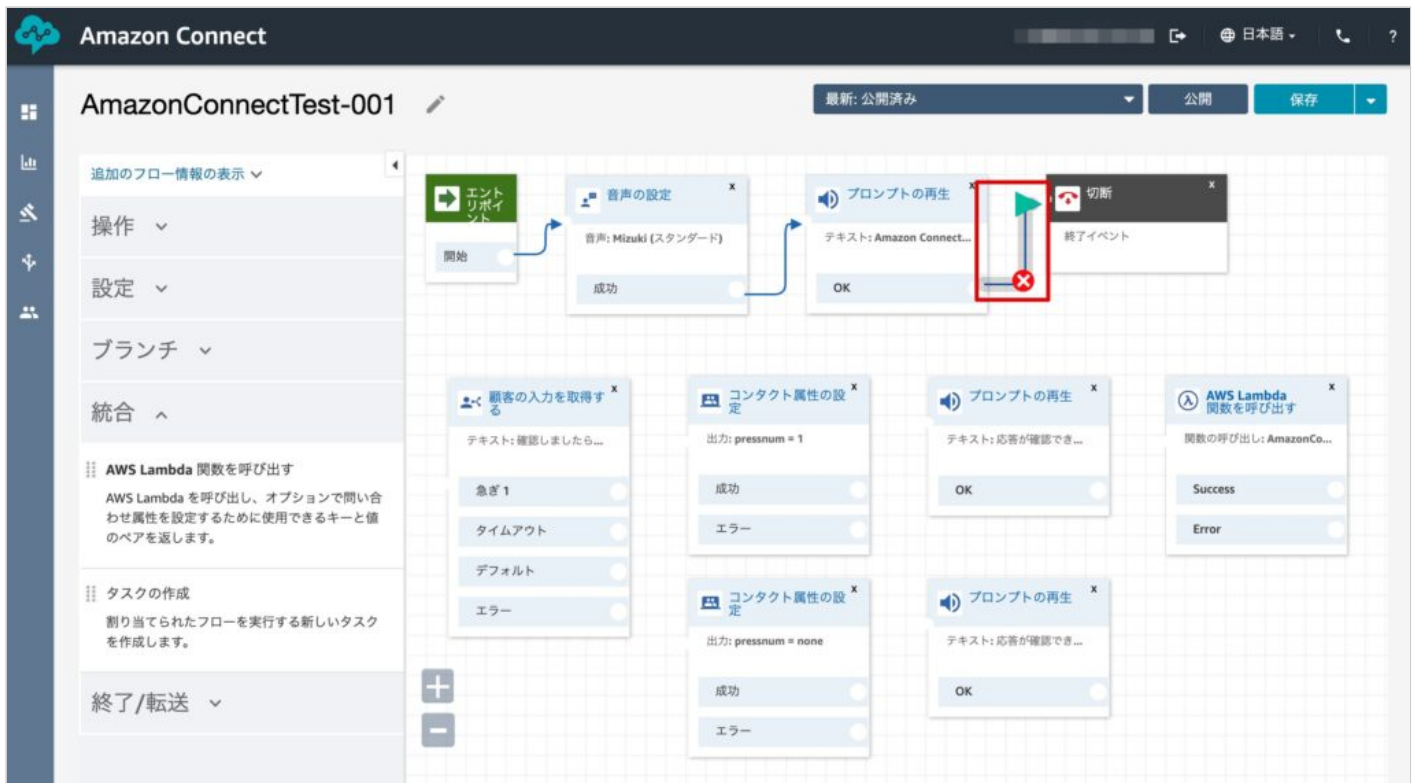 Amazon Connect
日本語
?
AmazonConnectTest-001
最新: 公開済み
公開
保存
追加のフロー情報の表示
操作
設定
ブランチ
統合
AWS Lambda 関数を呼び出す
AWS Lambda を呼び出し、オプションで問い合
わせ属性を設定するために使用できるキーと値
のペアを返します。
タスクの作成
割り当てられたフローを実行する新しいタスク
を作成します。
終了/転送
エント
リポイ
ント
開始
音声の設定
x
音声: Mizuki (スタンダード)
成功
プロンプトの再生
x
テキスト: Amazon Connect...
OK
切断
x
終了イベント
顧客の入力を取得す
る
x
テキスト: 確認しましたら...
急ぎ 1
タイムアウト
デフォルト
エラー
コンタクト属性の設
定
x
出力: pressnum = 1
成功
エラー
プロンプトの再生
x
テキスト: 応答が確認でき...
OK
AWS Lambda
関数を呼び出す
x
関数の呼び出し: AmazonCo...
Success
Error
コンタクト属性の設
定
x
出力: pressnum = none
成功
エラー
プロンプトの再生
x
テキスト: 応答が確認でき...
OK